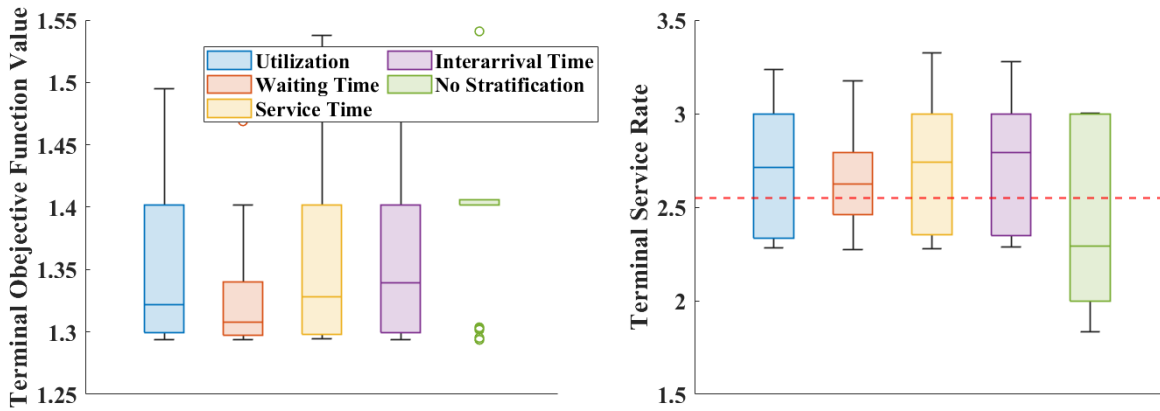 Terminal Obejective Function Value
1.55
1.5
1.45
1.4
1.35
1.3
1.25
Utilization
Waiting Time
Service Time
Interarrival Time
No Stratification
Terminal Service Rate
3.5
3
2.5
2
1.5